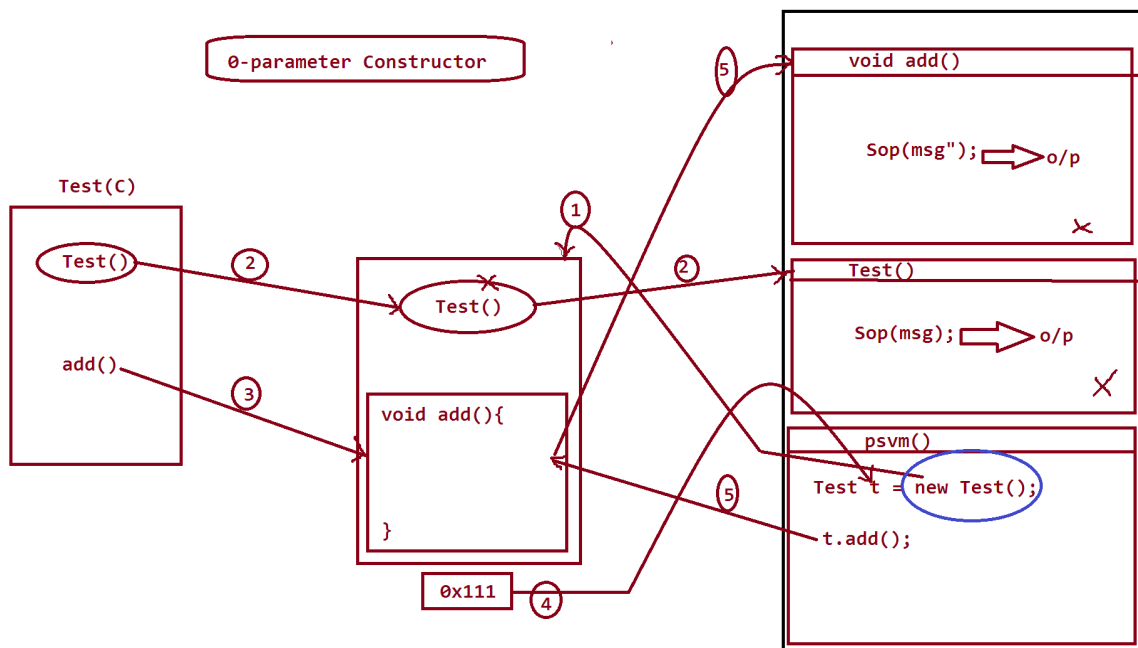 0-parameter Constructor
Test(C)
Test()
add()
2
3
1
Test()
void add(){
}
0x111
4
5
2
5
void add()
Sop(msg");
o/p
Test()
Sop(msg);
o/p
psvm()
Test t = new Test();
t.add();